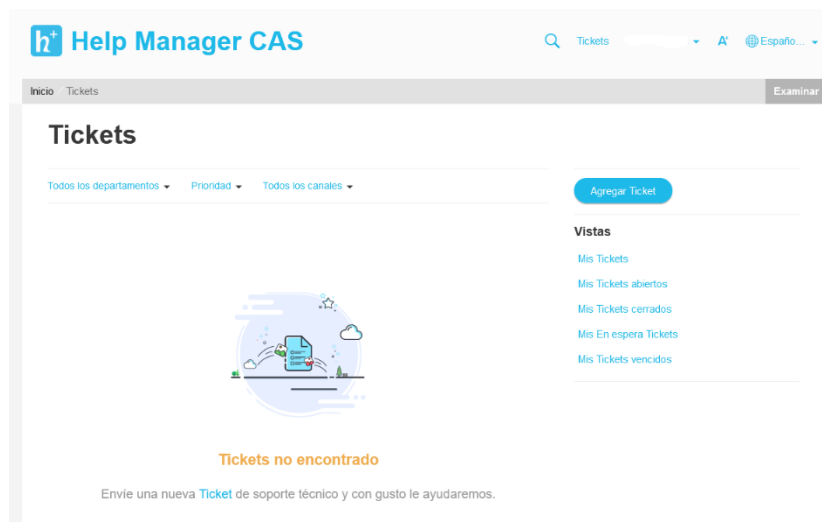 h+ Help Manager CAS
Tickets
A⁺
Españo...
Inicio / Tickets
Examinar
Tickets
Todos los departamentos
Prioridad
Todos los canales
Agregar Ticket
Vistas
Mis Tickets
Mis Tickets abiertos
Mis Tickets cerrados
Mis En espera Tickets
Mis Tickets vencidos
Tickets no encontrado
Envíe una nueva Ticket de soporte técnico y con gusto le ayudaremos.